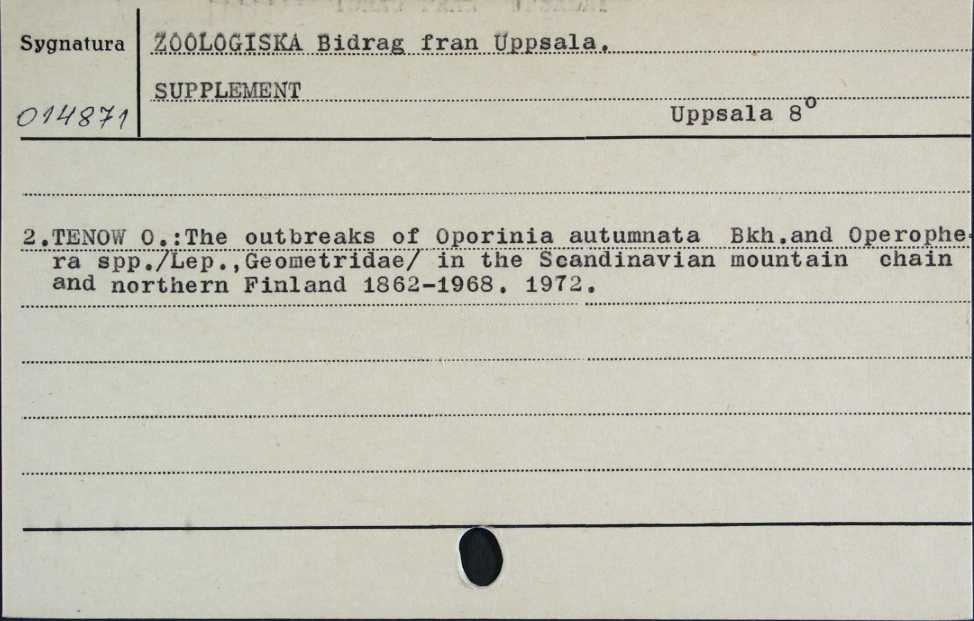 Sygnatura
ZOOLOGISKA Bidrag fran Uppsala.
SUPPLEMENT
014871
Uppsala 8°
2.TENOW O.:The outbreaks of Oporinia autumnata Bkh.and Operophe-
ra spp./Lep.,Geometridae/ in the Scandinavian mountain chain
and northern Finland 1862-1968. 1972.